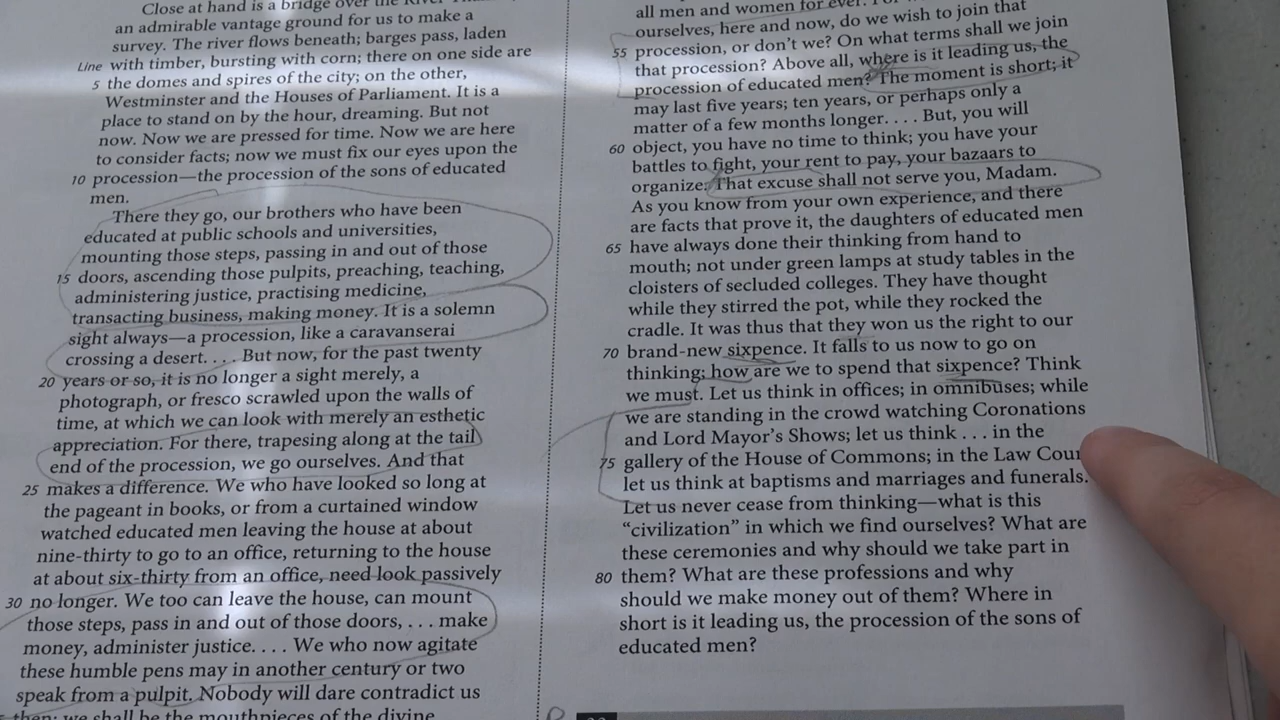 Close at hand is a bridge over the River
an admirable vantage ground for us to make a
survey. The river flows beneath; barges pass, laden
Line with timber, bursting with corn; there on one side are
5 the domes and spires of the city; on the other,
Westminster and the Houses of Parliament. It is a
place to stand on by the hour, dreaming. But not
now. Now we are pressed for time. Now we are here
to consider facts; now we must fix our eyes upon the
10 procession—the procession of the sons of educated
men.
There they go, our brothers who have been
educated at public schools and universities,
mounting those steps, passing in and out of those
15 doors, ascending those pulpits, preaching, teaching,
administering justice, practising medicine,
transacting business, making money. It is a solemn
sight always—a procession, like a caravanserai
crossing a desert. . . . But now, for the past twenty
20 years or so, it is no longer a sight merely, a
photograph, or fresco scrawled upon the walls of
time, at which we can look with merely an esthetic
appreciation. For there, trapesing along at the tail
end of the procession, we go ourselves. And that
25 makes a difference. We who have looked so long at
the pageant in books, or from a curtained window
watched educated men leaving the house at about
nine-thirty to go to an office, returning to the house
at about six-thirty from an office, need look passively
30 no longer. We too can leave the house, can mount
those steps, pass in and out of those doors, . . . make
money, administer justice. . . . We who now agitate
these humble pens may in another century or two
speak from a pulpit. Nobody will dare contradict us
then; we shall be the mouthpieces of the divine
all men and women for ever.
ourselves, here and now, do we wish to join that
55 procession, or don't we? On what terms shall we join
that procession? Above all, where is it leading us, the
procession of educated men? The moment is short; it
may last five years; ten years, or perhaps only a
matter of a few months longer. . . . But, you will
60 object, you have no time to think; you have your
battles to fight, your rent to pay, your bazaars to
organize. That excuse shall not serve you, Madam.
As you know from your own experience, and there
are facts that prove it, the daughters of educated men
65 have always done their thinking from hand to
mouth; not under green lamps at study tables in the
cloisters of secluded colleges. They have thought
while they stirred the pot, while they rocked the
cradle. It was thus that they won us the right to our
70 brand-new sixpence. It falls to us now to go on
thinking; how are we to spend that sixpence? Think
we must. Let us think in offices; in omnibuses; while
we are standing in the crowd watching Coronations
and Lord Mayor's Shows; let us think . . . in the
75 gallery of the House of Commons; in the Law
let us think at baptisms and marriages and funerals.
Let us never cease from thinking—what is this
“civilization” in which we find ourselves? What are
these ceremonies and why should we take part in
80 them? What are these professions and why
should we make money out of them? Where in
short is it leading us, the procession of the sons of
educated men?